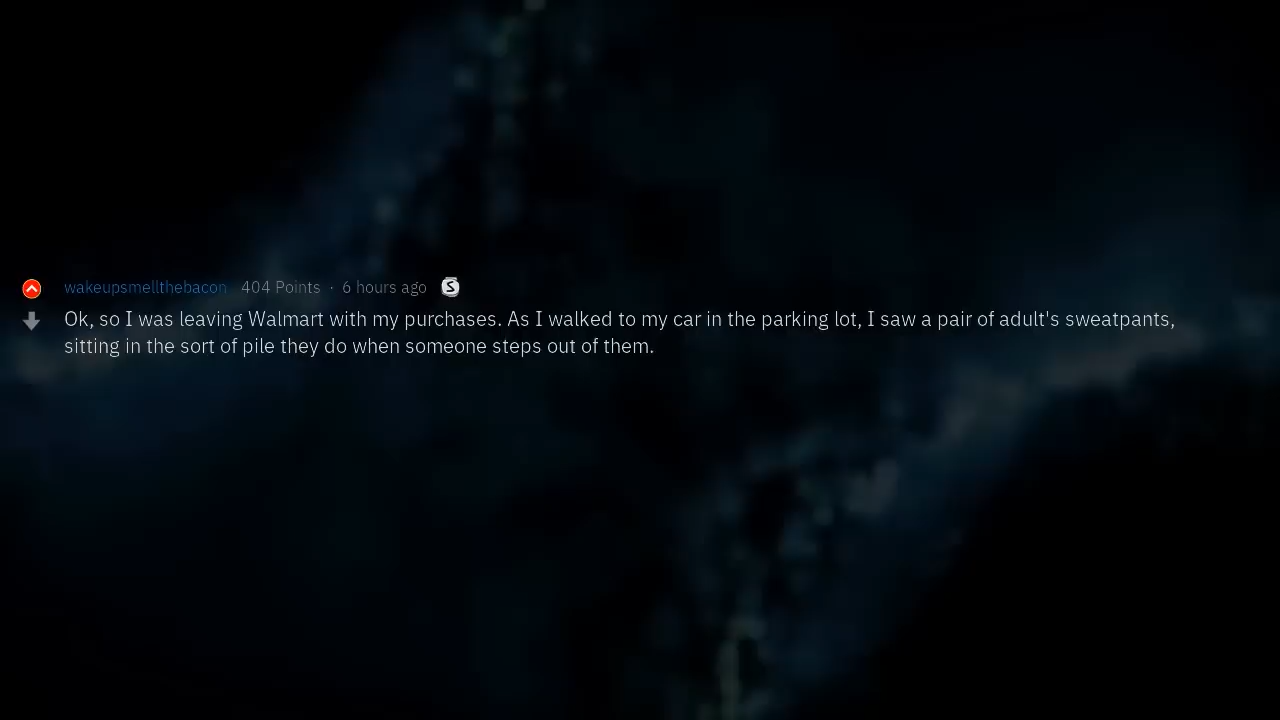 wakeupsmellthebacon 404 Points · 6 hours ago
Ok, so I was leaving Walmart with my purchases. As I walked to my car in the parking lot, I saw a pair of adult's sweatpants,
sitting in the sort of pile they do when someone steps out of them.